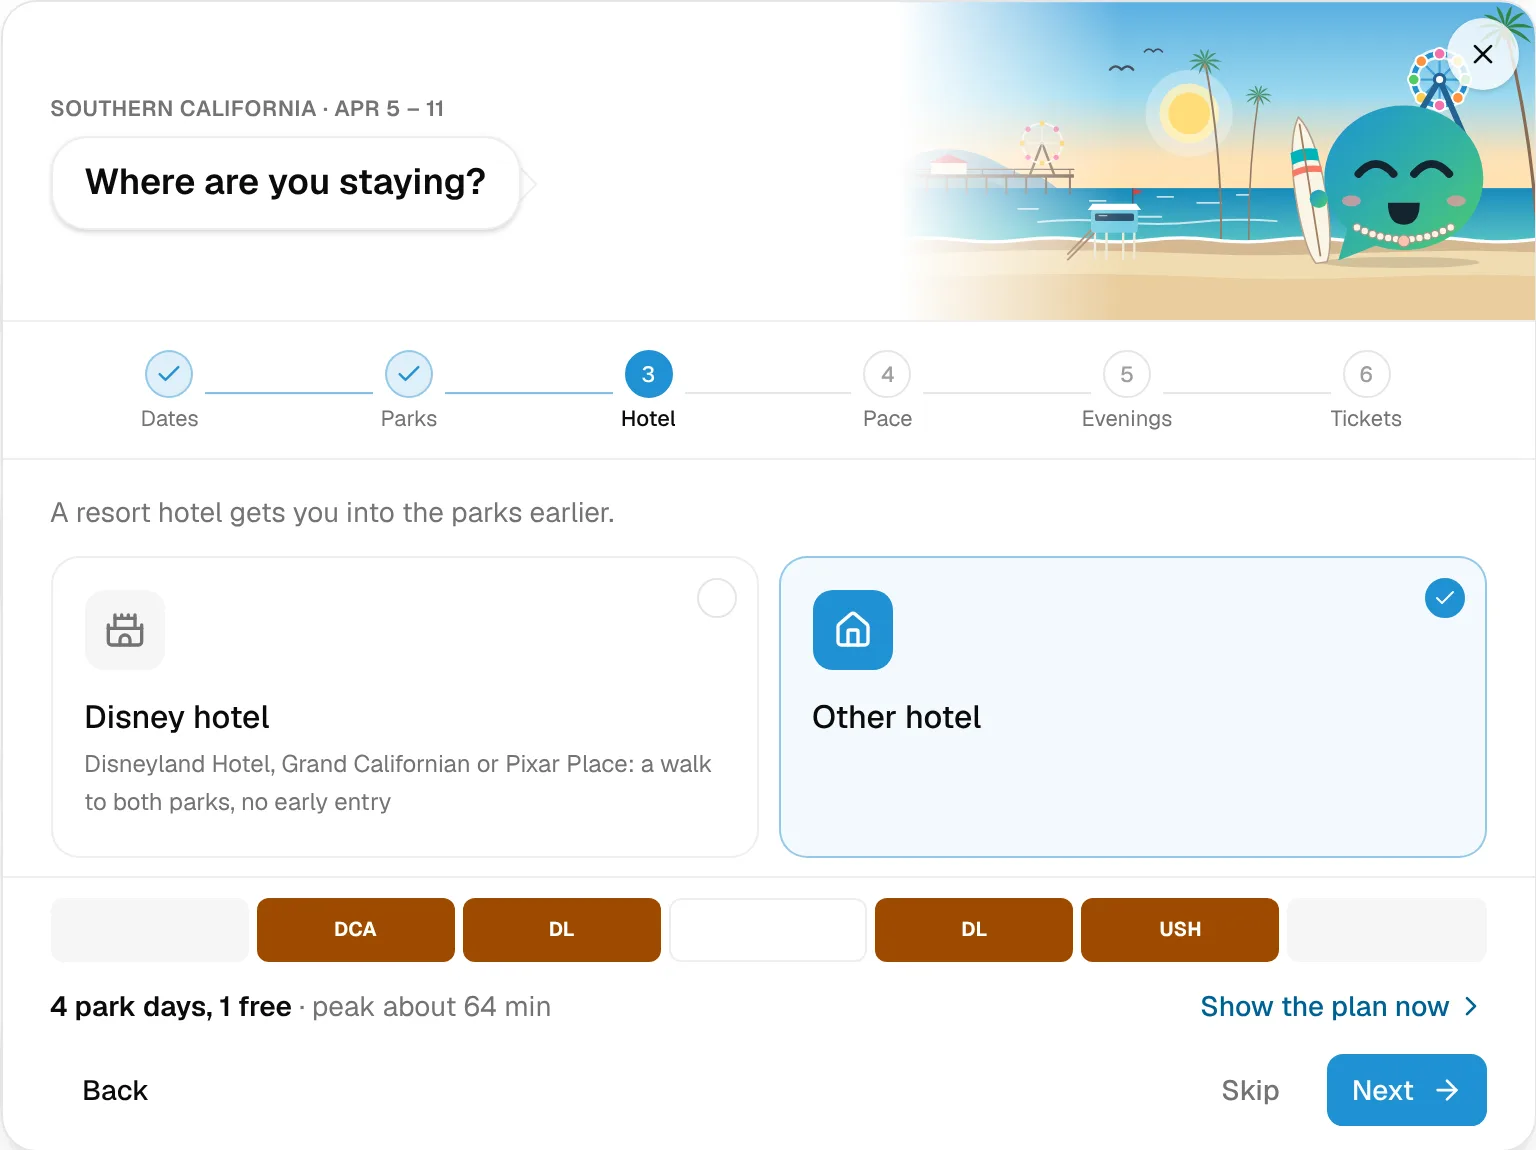 SOUTHERN CALIFORNIA · APR 5 – 11
Where are you staying?
3
4
5
6
Dates
Parks
Hotel
Pace
Evenings
Tickets
A resort hotel gets you into the parks earlier.
Disney hotel
Disneyland Hotel, Grand Californian or Pixar Place: a walk
to both parks, no early entry
Other hotel
DCA
DL
DL
USH
4 park days, 1 free · peak about 64 min
Show the plan now
Back
Skip
Next